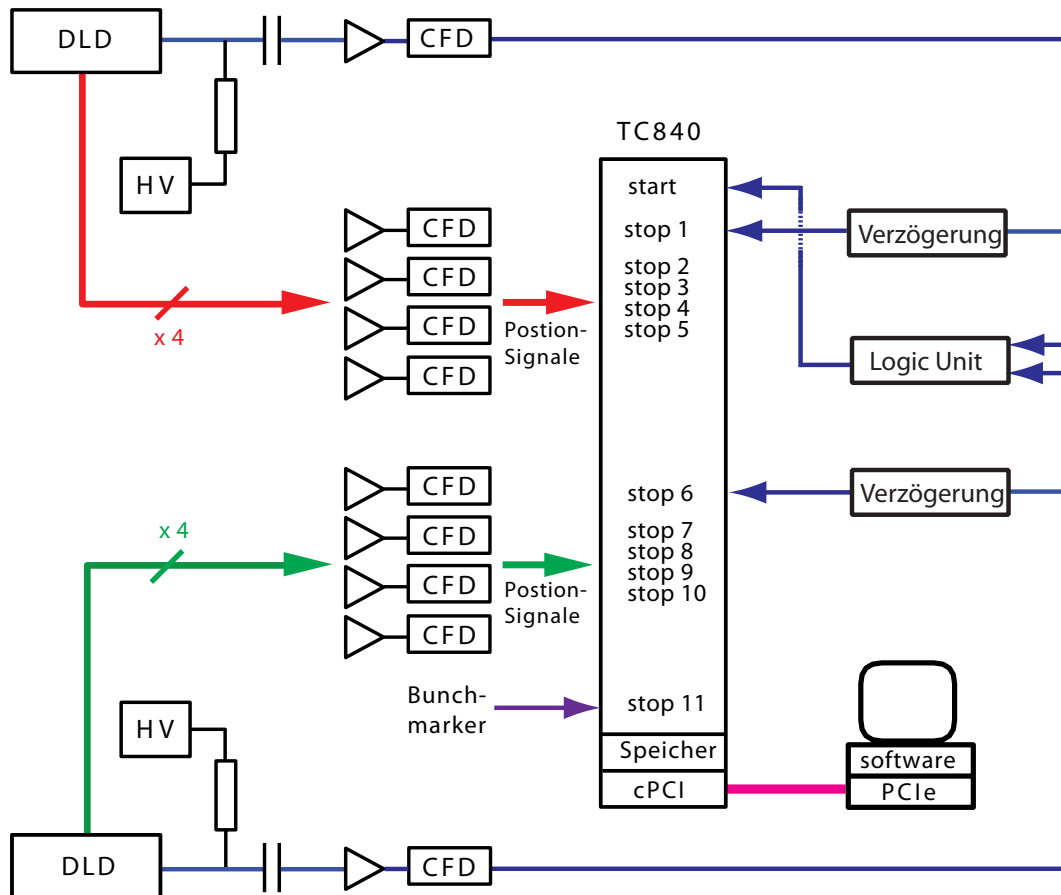 DLD
CFD
HV
TC840
start
CFD
stop 1
Verzögerung
CFD
stop 2
stop 3
CFD
stop 4
stop 5
x 4
Postion-
Signale
Logic Unit
CFD
CFD
stop 6
Verzögerung
x 4
CFD
stop 7
stop 8
CFD
stop 9
stop 10
Postion-
Signale
CFD
Bunch-
marker
stop 11
HV
Speicher
software
cPCI
PCIe
DLD
CFD